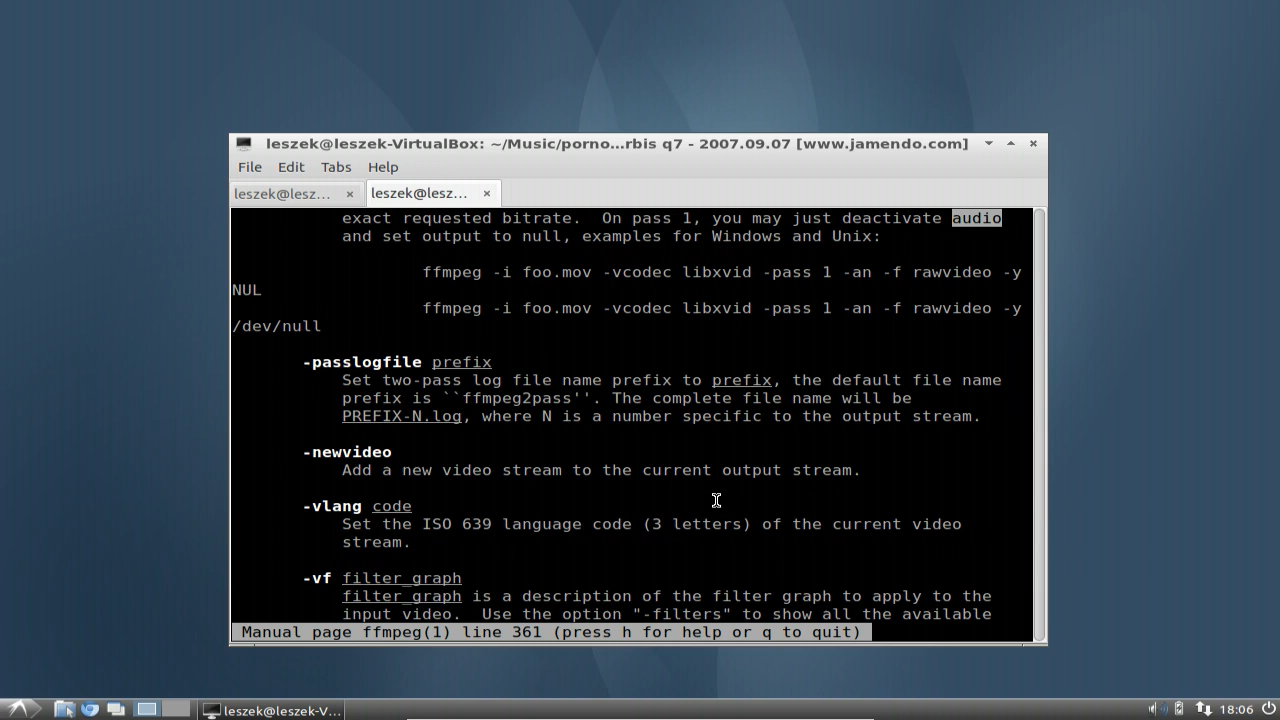 leszek@leszek-VirtualBox: ~/Music/porno...rbis q7 - 2007.09.07 [www.jamendo.com]
File Edit Tabs Help
leszek@lesz... leszek@lesz...
exact requested bitrate.  On pass 1, you may just deactivate audio
and set output to null, examples for Windows and Unix:
ffmpeg -i foo.mov -vcodec libxvid -pass 1 -an -f rawvideo -y
NUL
ffmpeg -i foo.mov -vcodec libxvid -pass 1 -an -f rawvideo -y
/dev/null
-passlogfile prefix
Set two-pass log file name prefix to prefix, the default file name
prefix is ``ffmpeg2pass''. The complete file name will be
PREFIX-N.log, where N is a number specific to the output stream.
-newvideo
Add a new video stream to the current output stream.
-vlang code
Set the ISO 639 language code (3 letters) of the current video
stream.
-vf filter_graph
filter_graph is a description of the filter graph to apply to the
input video.  Use the option "-filters" to show all the available
Manual page ffmpeg(1) line 361 (press h for help or q to quit)
leszek@leszek-V... 18:06